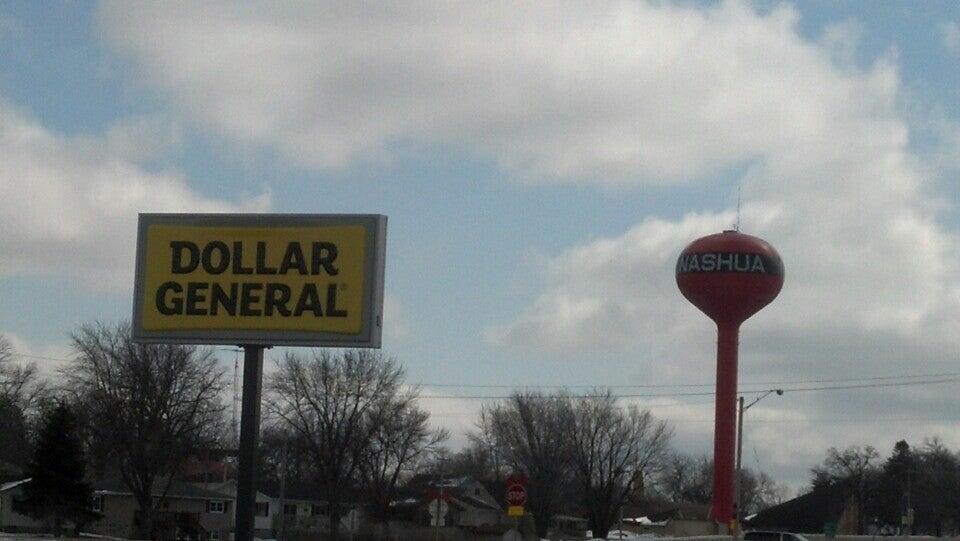 DOLLAR
GENERAL
NASHUA
STOP